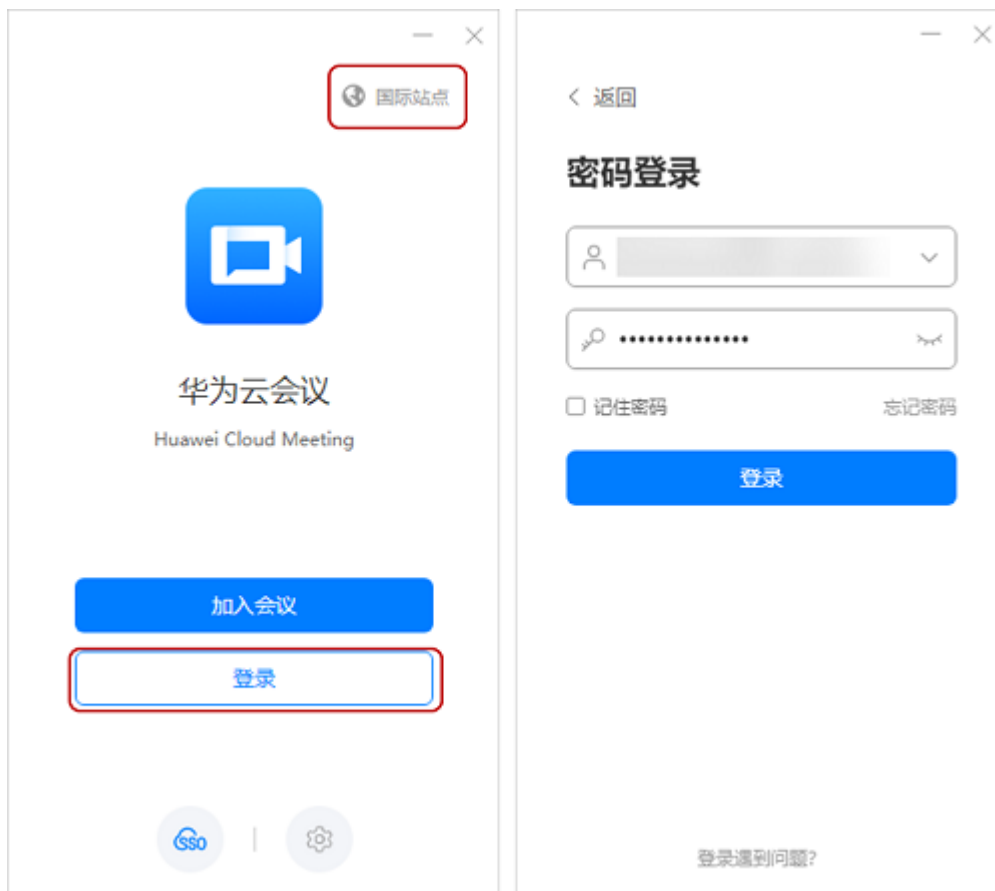 国际站点
华为云会议
Huawei Cloud Meeting
加入会议
登录
SSO
返回
密码登录
记住密码
忘记密码
登录
登录遇到问题?